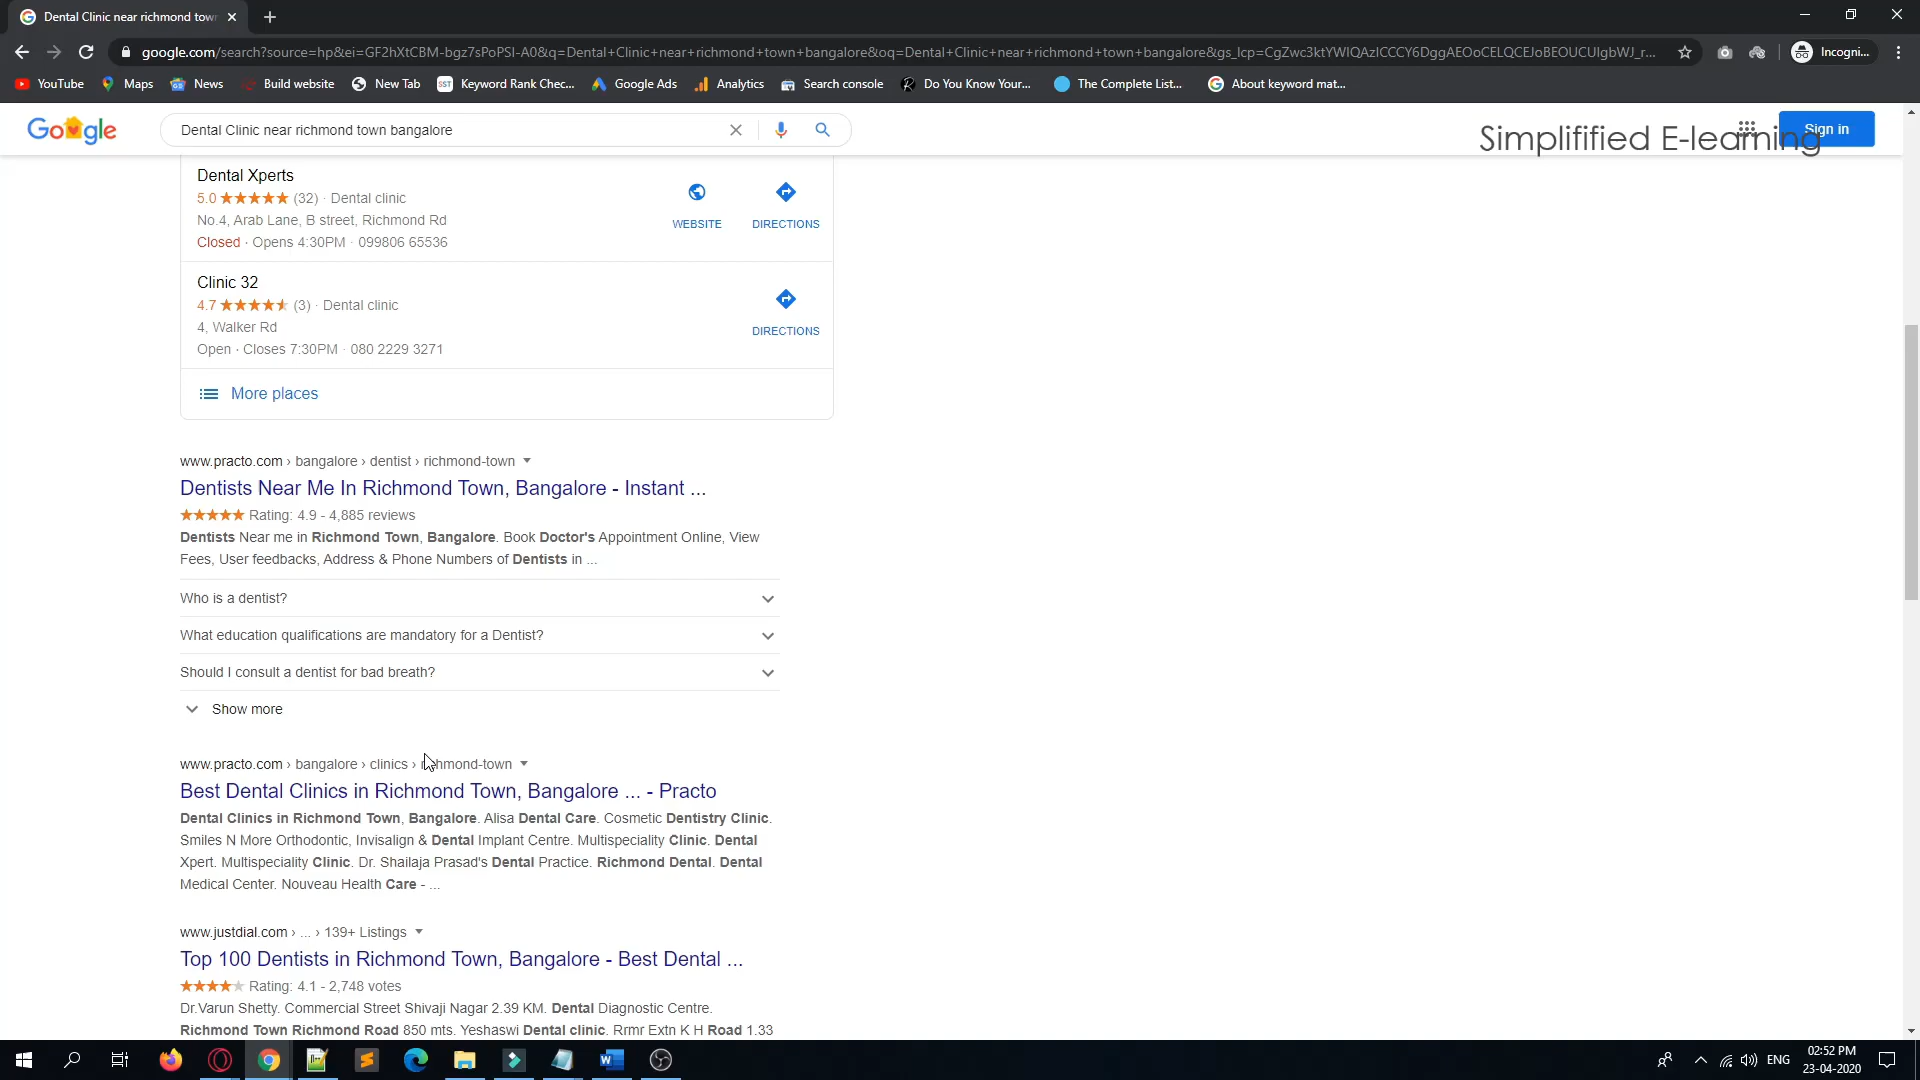 Dental Clinic near richmond town
google.com/search?source=hp&ei=GF2hXtCBM-bgz7sPoPSI-A0&q=Dental+Clinic+near+richmond+town+bangalore&oq=Dental+Clinic+near+richmond+town+bangalore&gs_lcp=
Incogni...
YouTube
Maps
News
Build website
New Tab
SST
Keyword Rank Chec...
Google Ads
Analytics
Search console
Do You Know Your...
The Complete List...
About keyword mat...
Google
Dental Clinic near richmond town bangalore
Simplifified E-learning
Sign in
Dental Xperts
5.0 (32) · Dental clinic
No.4, Arab Lane, B street, Richmond Rd
Closed · Opens 4:30PM · 099806 65536
WEBSITE
DIRECTIONS
Clinic 32
4.7 (3) · Dental clinic
4, Walker Rd
Open · Closes 7:30PM · 080 2229 3271
DIRECTIONS
More places
www.practo.com › bangalore › dentist › richmond-town
Dentists Near Me In Richmond Town, Bangalore - Instant ...
Rating: 4.9 - 4,885 reviews
Dentists Near me in Richmond Town, Bangalore. Book Doctor's Appointment Online, View
Fees, User feedbacks, Address & Phone Numbers of Dentists in ...
Who is a dentist?
What education qualifications are mandatory for a Dentist?
Should I consult a dentist for bad breath?
Show more
www.practo.com › bangalore › clinics › richmond-town
Best Dental Clinics in Richmond Town, Bangalore ... - Practo
Dental Clinics in Richmond Town, Bangalore. Alisa Dental Care. Cosmetic Dentistry Clinic.
Smiles N More Orthodontic, Invisalign & Dental Implant Centre. Multispeciality Clinic. Dental
Xpert. Multispeciality Clinic. Dr. Shailaja Prasad's Dental Practice. Richmond Dental. Dental
Medical Center. Nouveau Health Care - ...
www.justdial.com › ... › 139+ Listings
Top 100 Dentists in Richmond Town, Bangalore - Best Dental ...
Rating: 4.1 - 2,748 votes
Dr.Varun Shetty. Commercial Street Shivaji Nagar 2.39 KM. Dental Diagnostic Centre.
Richmond Town Richmond Road 850 mts. Yeshaswi Dental clinic. Rrmr Extn K H Road 1.33
ENG
02:52 PM
23-04-2020